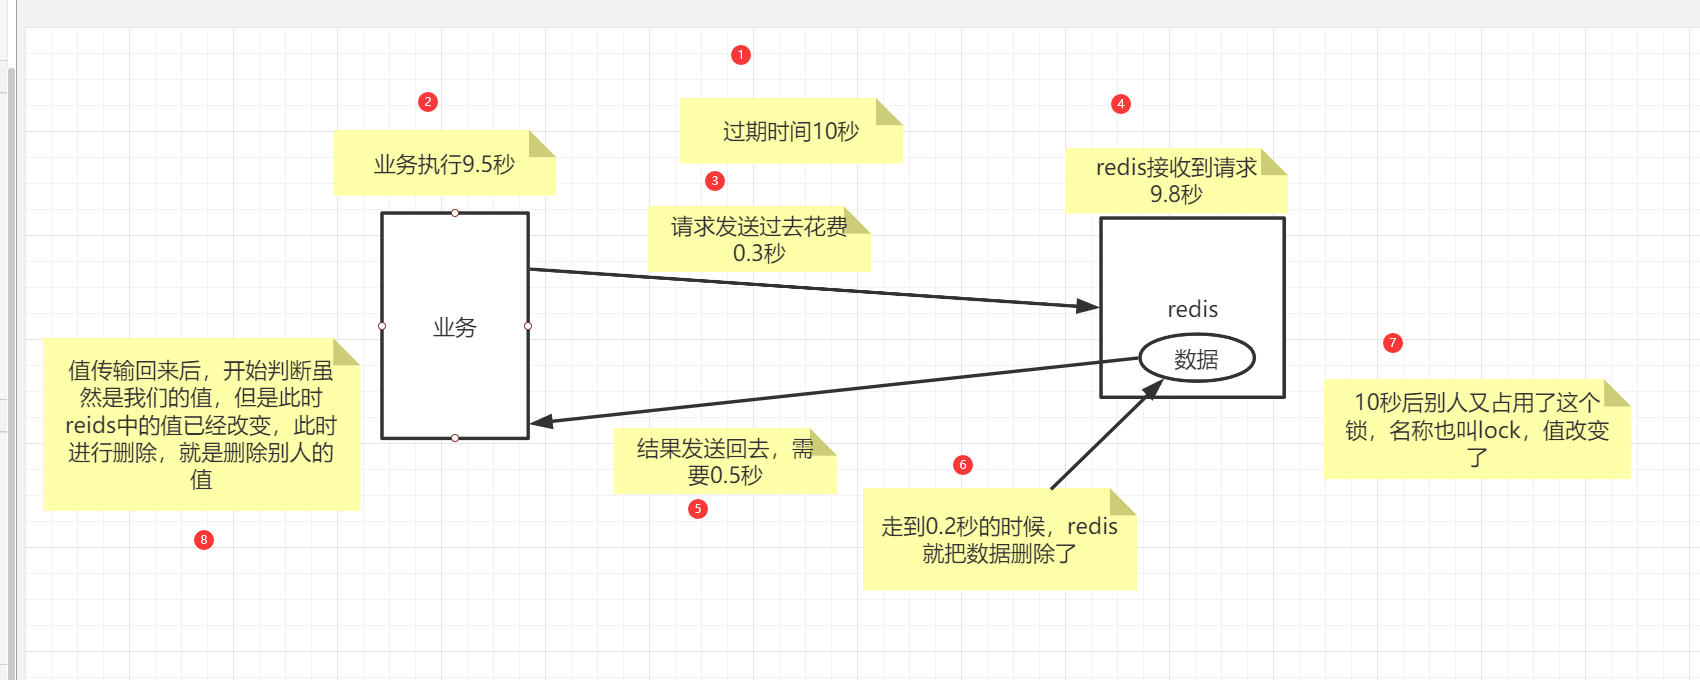 1
过期时间10秒
2
业务执行9.5秒
3
请求发送过去花费
0.3秒
4
redis接收到请求
9.8秒
业务
redis
数据
5
结果发送回去，需
要0.5秒
6
走到0.2秒的时候，redis
就把数据删除了
7
10秒后别人又占用了这个
锁，名称也叫lock，值改变
了
8
值传输回来后，开始判断虽
然是我们的值，但是此时
reids中的值已经改变，此时
进行删除，就是删除别人的
值